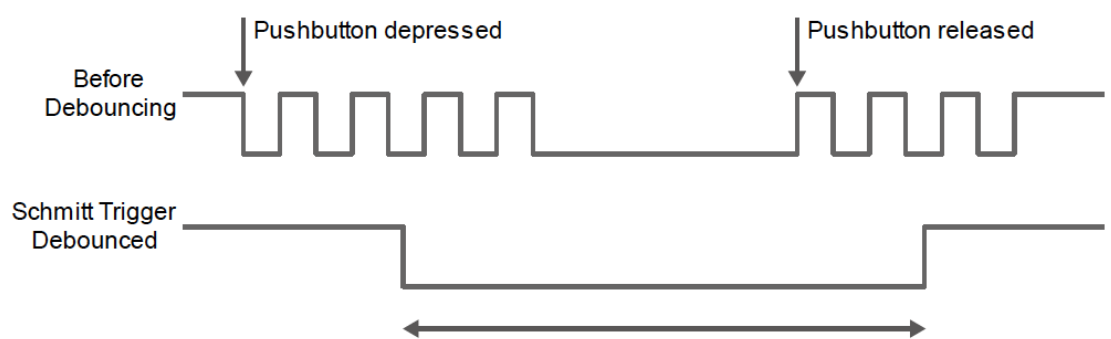 Pushbutton depressed
Pushbutton released
Before
Debouncing
Schmitt Trigger
Debounced